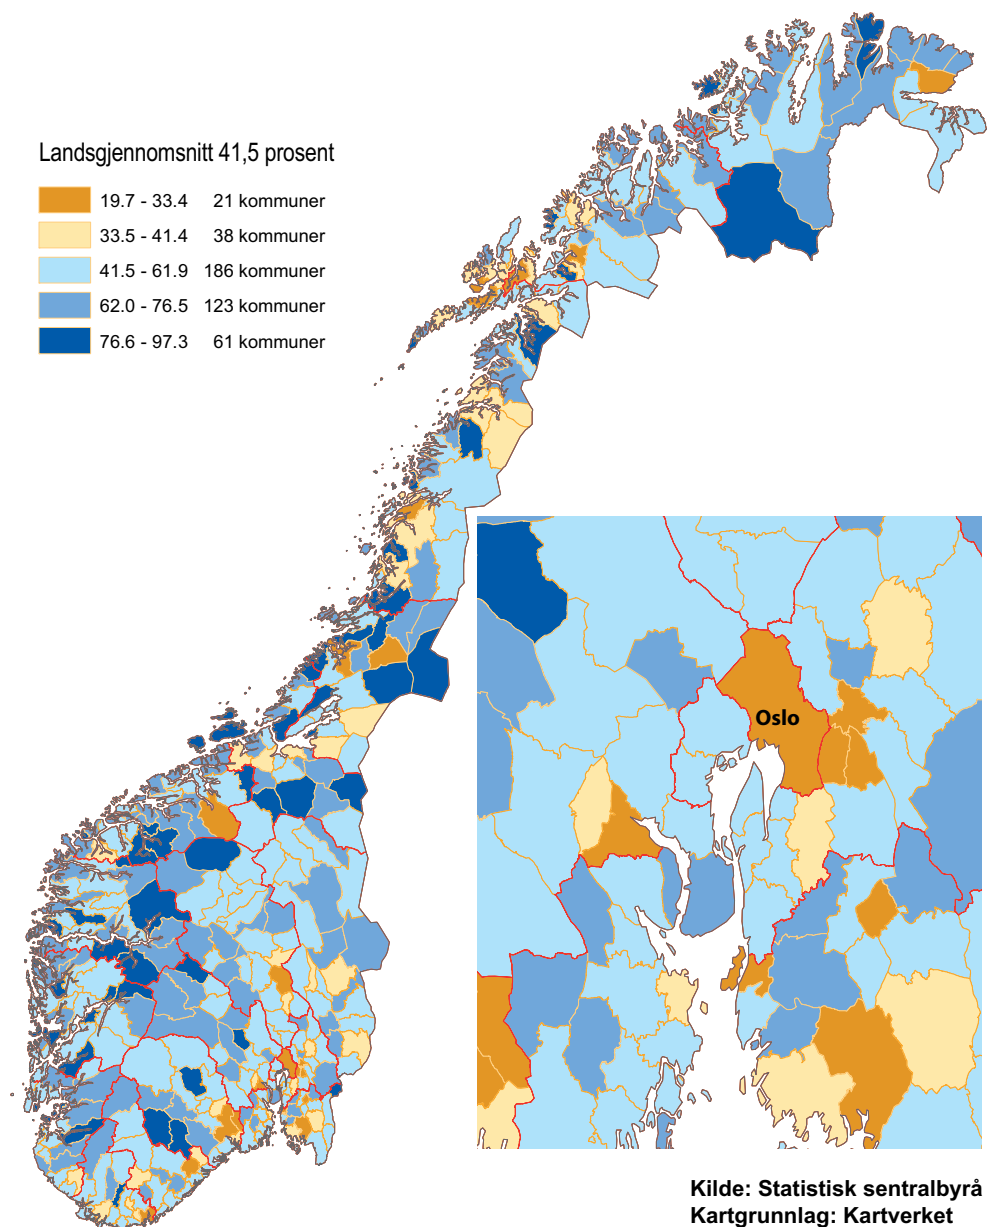 Landsgjennomsnitt 41,5 prosent
19.7 - 33.4 21 kommuner
33.5 - 41.4 38 kommuner
41.5 - 61.9 186 kommuner
62.0 - 76.5 123 kommuner
76.6 - 97.3 61 kommuner
Oslo
Kilde: Statistisk sentralbyrå
Kartgrunnlag: Kartverket